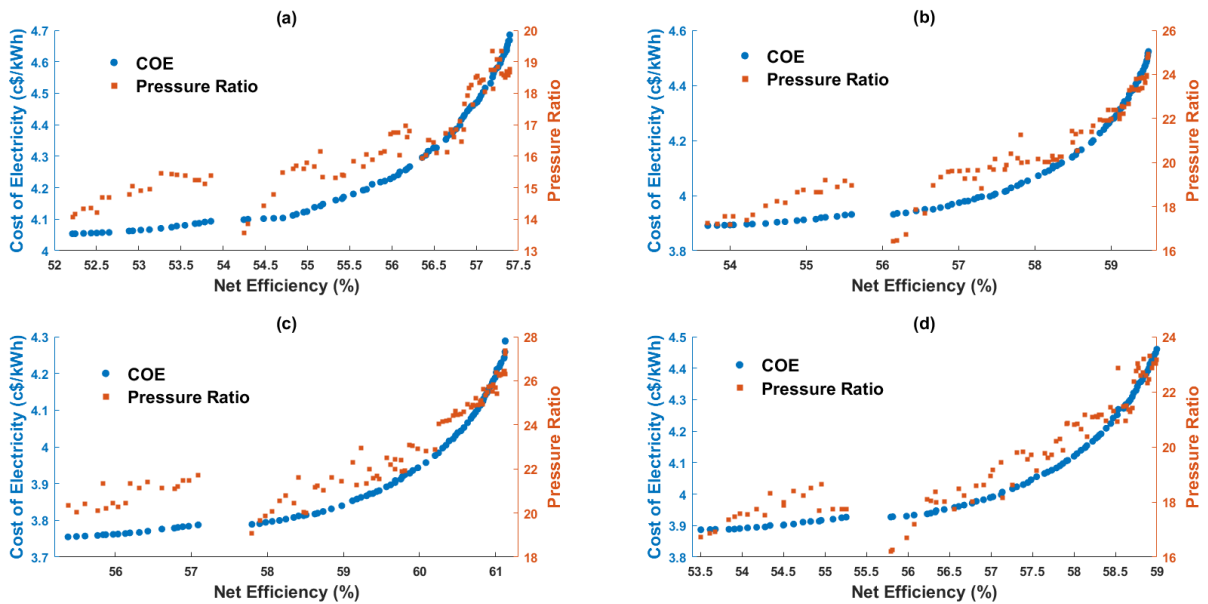 (a)
Cost of Electricity (c$/kWh)
4.7
4.6
4.5
4.4
4.3
4.2
4.1
4
COE
Pressure Ratio
20
19
18
17
16
15
14
13
Pressure Ratio
52 52.5 53 53.5 54 54.5 55 55.5 56 56.5 57 57.5
Net Efficiency (%)
(b)
Cost of Electricity (c$/kWh)
4.6
4.4
4.2
4
3.8
COE
Pressure Ratio
26
24
22
20
18
16
Pressure Ratio
54 55 56 57 58 59
Net Efficiency (%)
(c)
Cost of Electricity (c$/kWh)
4.3
4.2
4.1
4
3.9
3.8
3.7
COE
Pressure Ratio
28
26
24
22
20
18
Pressure Ratio
56 57 58 59 60 61
Net Efficiency (%)
(d)
Cost of Electricity (c$/kWh)
4.5
4.4
4.3
4.2
4.1
4
3.9
3.8
COE
Pressure Ratio
24
22
20
18
16
Pressure Ratio
53.5 54 54.5 55 55.5 56 56.5 57 57.5 58 58.5 59
Net Efficiency (%)